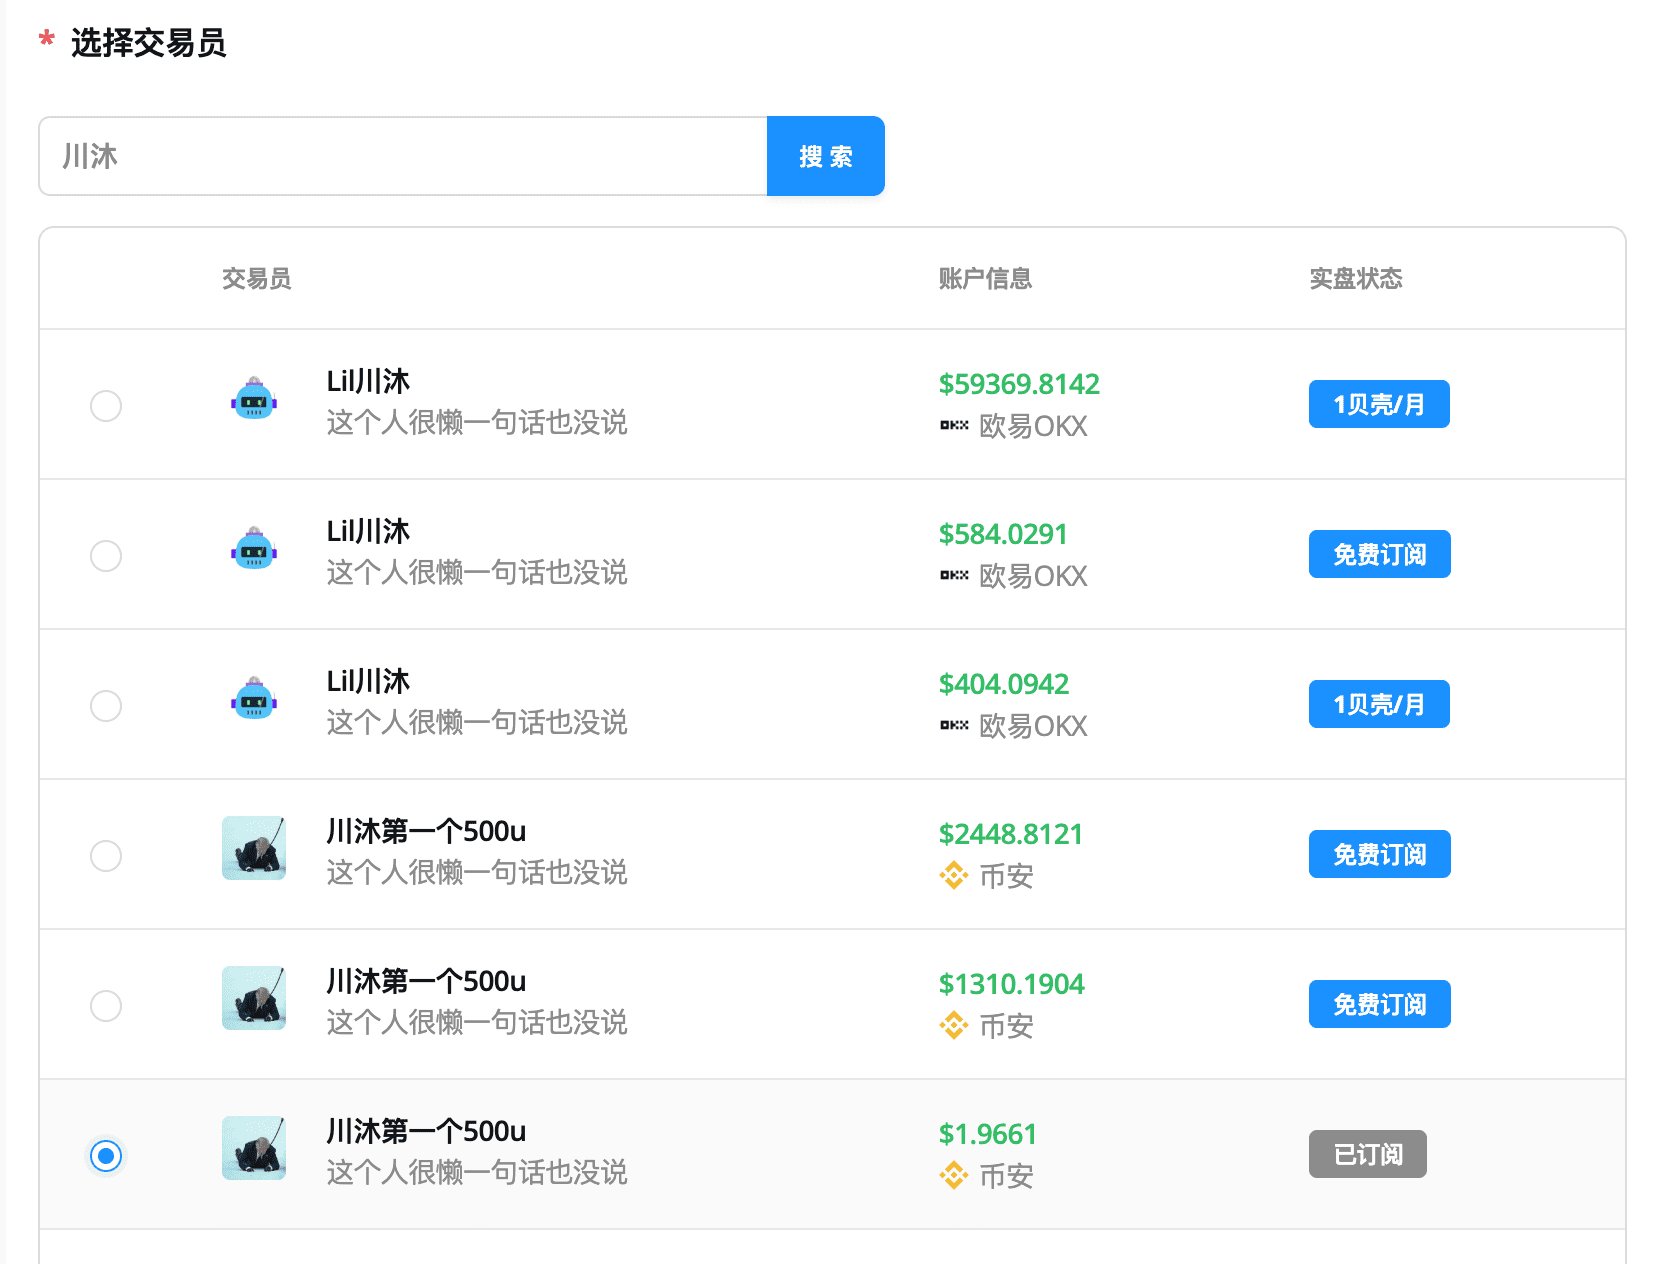 * 选择交易员
川沐
搜 索
交易员 账户信息 实盘状态
Lil川沐
这个人很懒一句话也没说
$59369.8142
OKX 欧易OKX
1贝壳/月
Lil川沐
这个人很懒一句话也没说
$584.0291
OKX 欧易OKX
免费订阅
Lil川沐
这个人很懒一句话也没说
$404.0942
OKX 欧易OKX
1贝壳/月
川沐第一个500u
这个人很懒一句话也没说
$2448.8121
币安
免费订阅
川沐第一个500u
这个人很懒一句话也没说
$1310.1904
币安
免费订阅
川沐第一个500u
这个人很懒一句话也没说
$1.9661
币安
已订阅